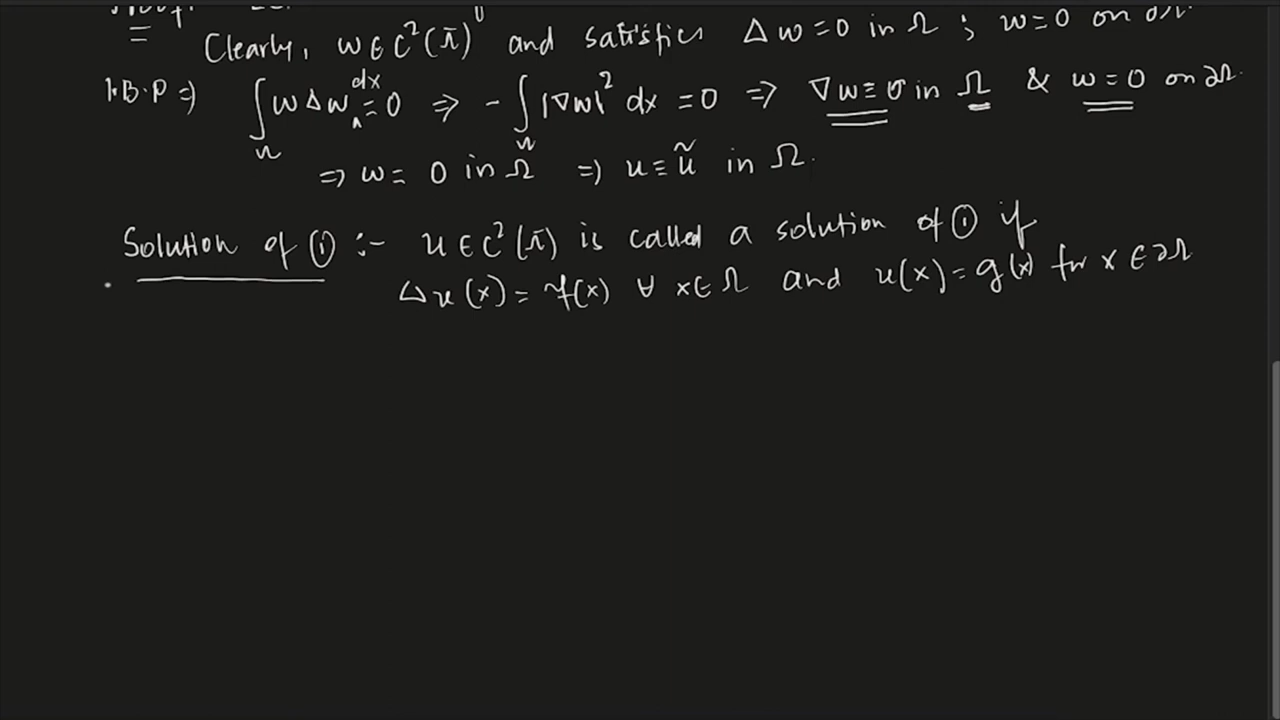 Clearly, w ∈ C²(Ω̄) and satisfies Δw = 0 in Ω ; w = 0 on ∂Ω
I.B.P ⇒) ∫_Ω w Δw dx = 0 ⇒ - ∫_Ω |∇w|² dx = 0 ⇒ ∇w ≡ 0 in Ω & w = 0 on ∂Ω.
⇒ w = 0 in Ω ⇒ u ≡ ũ in Ω.
Solution of ① :- u ∈ C²(Ω̄) is called a solution of ① if
Δu(x) = f(x) ∀ x ∈ Ω and u(x) = g(x) for x ∈ ∂Ω